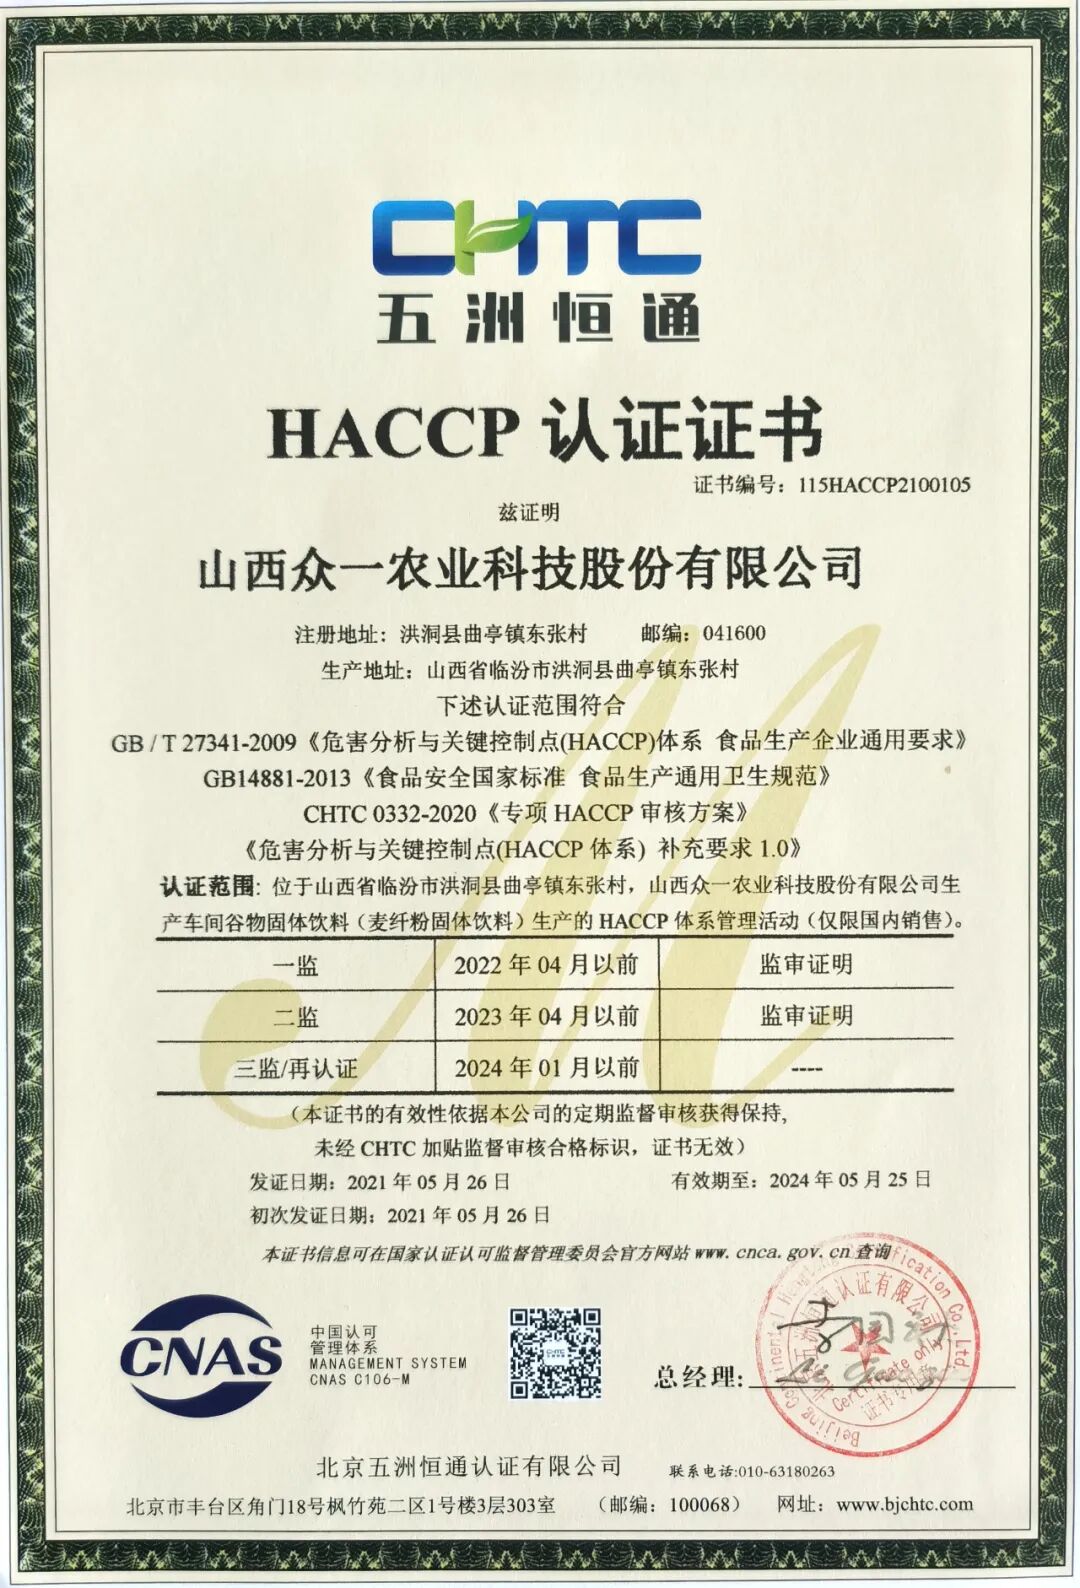 CHTC
五洲恒通
HACCP 认证证书
证书编号：115HACCP2100105
兹证明
山西众一农业科技股份有限公司
注册地址：洪洞县曲亭镇东张村 邮编：041600
生产地址：山西省临汾市洪洞县曲亭镇东张村
下述认证范围符合
GB / T 27341-2009《危害分析与关键控制点(HACCP)体系 食品生产企业通用要求》
GB14881-2013《食品安全国家标准 食品生产通用卫生规范》
CHTC 0332-2020《专项 HACCP 审核方案》
《危害分析与关键控制点(HACCP 体系) 补充要求 1.0》
认证范围: 位于山西省临汾市洪洞县曲亭镇东张村，山西众一农业科技股份有限公司生
产车间谷物固体饮料（麦纤粉固体饮料）生产的 HACCP 体系管理活动（仅限国内销售）。
一监 2022 年 04 月以前 监审证明
二监 2023 年 04 月以前 监审证明
三监/再认证 2024 年 01 月以前 ----
（本证书的有效性依据本公司的定期监督审核获得保持,
未经 CHTC 加贴监督审核合格标识，证书无效）
发证日期：2021 年 05 月 26 日 有效期至：2024 年 05 月 25 日
初次发证日期：2021 年 05 月 26 日
本证书信息可在国家认证认可监督管理委员会官方网站 www. cnca. gov. cn 查询
CNAS
中国认可
管理体系
MANAGEMENT SYSTEM
CNAS C106-M
CHTC
总经理:
Certificate only
北京五洲恒通认证有限公司 联系电话:010-63180263
北京市丰台区角门18号枫竹苑二区1号楼3层303室 （邮编：100068） 网址：www.bjchtc.com